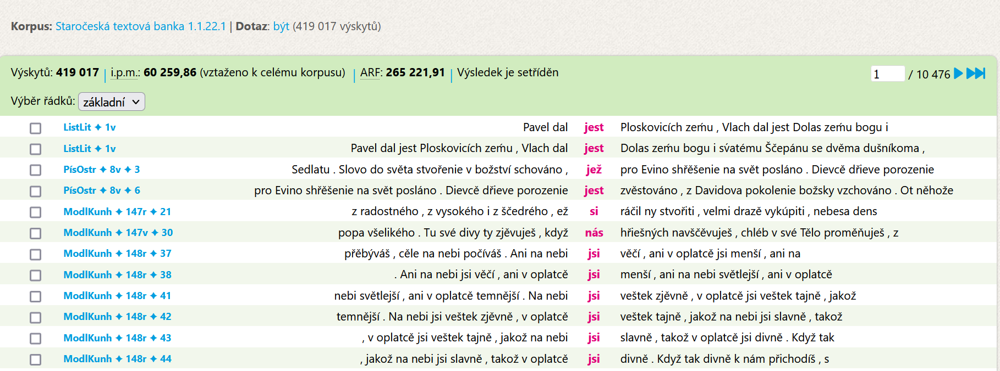 Korpus: Staročeská textová banka 1.1.22.1 | Dotaz: být (419 017 výskytů)
Výskytů: 419 017 | i.p.m.: 60 259,86 (vztaženo k celému korpusu) | ARF: 265 221,91 | Výsledek je setříděn 1 / 10 476
Výběr řádků: základní
ListLit ✦ 1v Pavel dal jest Ploskovicích zeḿu , Vlach dal jest Dolas zeḿu bogu i
ListLit ✦ 1v Pavel dal jest Ploskovicích zeḿu , Vlach dal jest Dolas zeḿu bogu i sv́atému Ščepánu se dvěma dušníkoma ,
PísOstr ✦ 8v ✦ 3 Sedlatu . Slovo do světa stvořenie v božství schováno , jež pro Evino shřěšenie na svět posláno . Dievcě dřieve porozenie
PísOstr ✦ 8v ✦ 6 pro Evino shřěšenie na svět posláno . Dievcě dřieve porozenie jest zvěstováno , z Davidova pokolenie božsky vzchováno . Ot něhože
ModlKunh ✦ 147r ✦ 21 z radostného , z vysokého i z ščedrého , ež si ráčil ny stvořiti , velmi drazě vykúpiti , nebesa dens
ModlKunh ✦ 147v ✦ 30 popa všelikého . Tu své divy ty zjěvuješ , když nás hřiešných navščěvuješ , chléb v své Tělo proměňuješ , z
ModlKunh ✦ 148r ✦ 37 přěbýváš , cěle na nebi počíváš . Ani na nebi jsi věčí , ani v oplatcě jsi menší , ani na
ModlKunh ✦ 148r ✦ 38 . Ani na nebi jsi věčí , ani v oplatcě jsi menší , ani na nebi světlejší , ani v oplatcě
ModlKunh ✦ 148r ✦ 41 nebi světlejší , ani v oplatcě temnější . Na nebi jsi veštek zjěvně , v oplatcě jsi veštek tajně , jakož
ModlKunh ✦ 148r ✦ 42 temnější . Na nebi jsi veštek zjěvně , v oplatcě jsi veštek tajně , jakož na nebi jsi slavně , takož
ModlKunh ✦ 148r ✦ 43 , v oplatcě jsi veštek tajně , jakož na nebi jsi slavně , takož v oplatcě jsi divně . Když tak
ModlKunh ✦ 148r ✦ 44 , jakož na nebi jsi slavně , takož v oplatcě jsi divně . Když tak divně k nám přichodíš , s